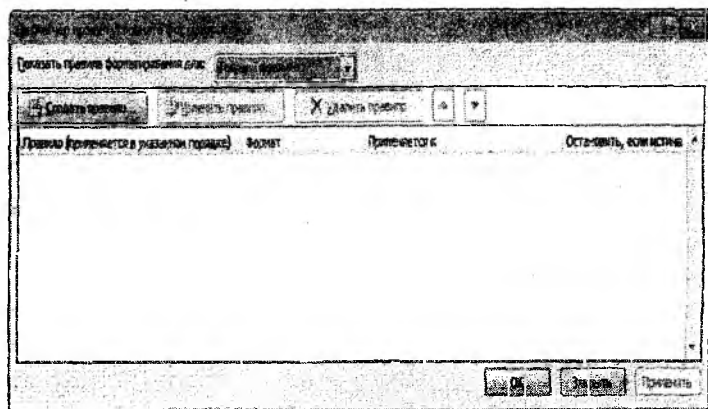 Показать правила форматирования для:
Создать правило Изменить правило Удалить правило
Правило (применяется в указанном порядке) Формат Применяется к Остановить, если истина
ОК Закрыть Применить